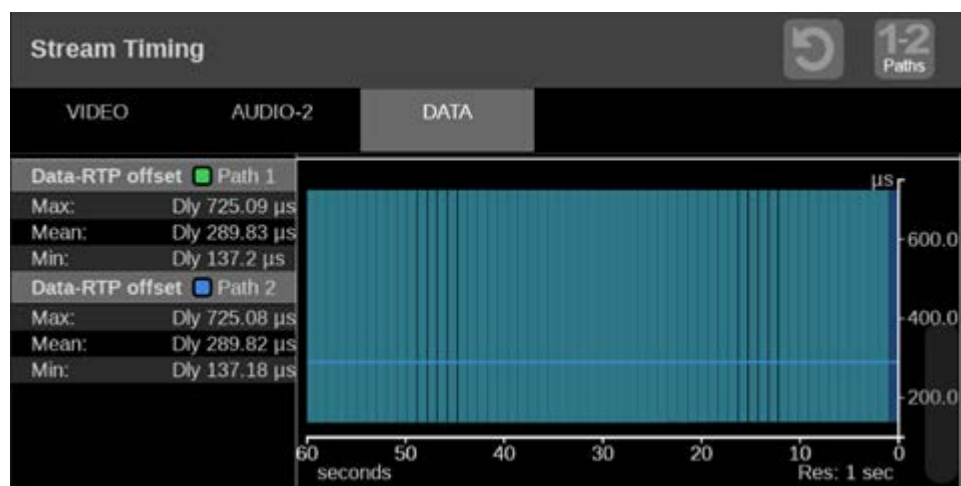 Stream Timing
1-2
Paths
VIDEO AUDIO-2 DATA
Data-RTP offset Path 1
Max: Dly 725.09 µs
Mean: Dly 289.83 µs
Min: Dly 137.2 µs
Data-RTP offset Path 2
Max: Dly 725.08 µs
Mean: Dly 289.82 µs
Min: Dly 137.18 µs
µs
600.0
400.0
200.0
60 50 40 30 20 10 0
seconds Res: 1 sec